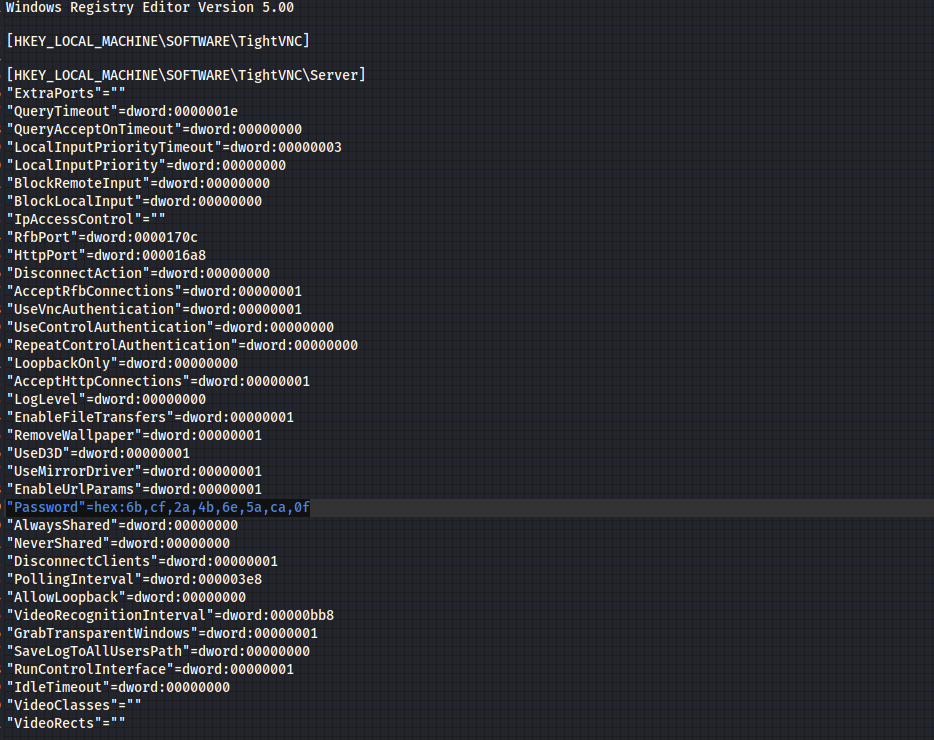 Windows Registry Editor Version 5.00
[HKEY_LOCAL_MACHINE\SOFTWARE\TightVNC]
[HKEY_LOCAL_MACHINE\SOFTWARE\TightVNC\Server]
"ExtraPorts"=""
"QueryTimeout"=dword:0000001e
"QueryAcceptOnTimeout"=dword:00000000
"LocalInputPriorityTimeout"=dword:00000003
"LocalInputPriority"=dword:00000000
"BlockRemoteInput"=dword:00000000
"BlockLocalInput"=dword:00000000
"IpAccessControl"=""
"RfbPort"=dword:0000170c
"HttpPort"=dword:000016a8
"DisconnectAction"=dword:00000000
"AcceptRfbConnections"=dword:00000001
"UseVncAuthentication"=dword:00000001
"UseControlAuthentication"=dword:00000000
"RepeatControlAuthentication"=dword:00000000
"LoopbackOnly"=dword:00000000
"AcceptHttpConnections"=dword:00000001
"LogLevel"=dword:00000000
"EnableFileTransfers"=dword:00000001
"RemoveWallpaper"=dword:00000001
"UseD3D"=dword:00000001
"UseMirrorDriver"=dword:00000001
"EnableUrlParams"=dword:00000001
"Password"=hex:6b,cf,2a,4b,6e,5a,ca,0f
"AlwaysShared"=dword:00000000
"NeverShared"=dword:00000000
"DisconnectClients"=dword:00000001
"PollingInterval"=dword:000003e8
"AllowLoopback"=dword:00000000
"VideoRecognitionInterval"=dword:00000bb8
"GrabTransparentWindows"=dword:00000001
"SaveLogToAllUsersPath"=dword:00000000
"RunControlInterface"=dword:00000001
"IdleTimeout"=dword:00000000
"VideoClasses"=""
"VideoRects"=""